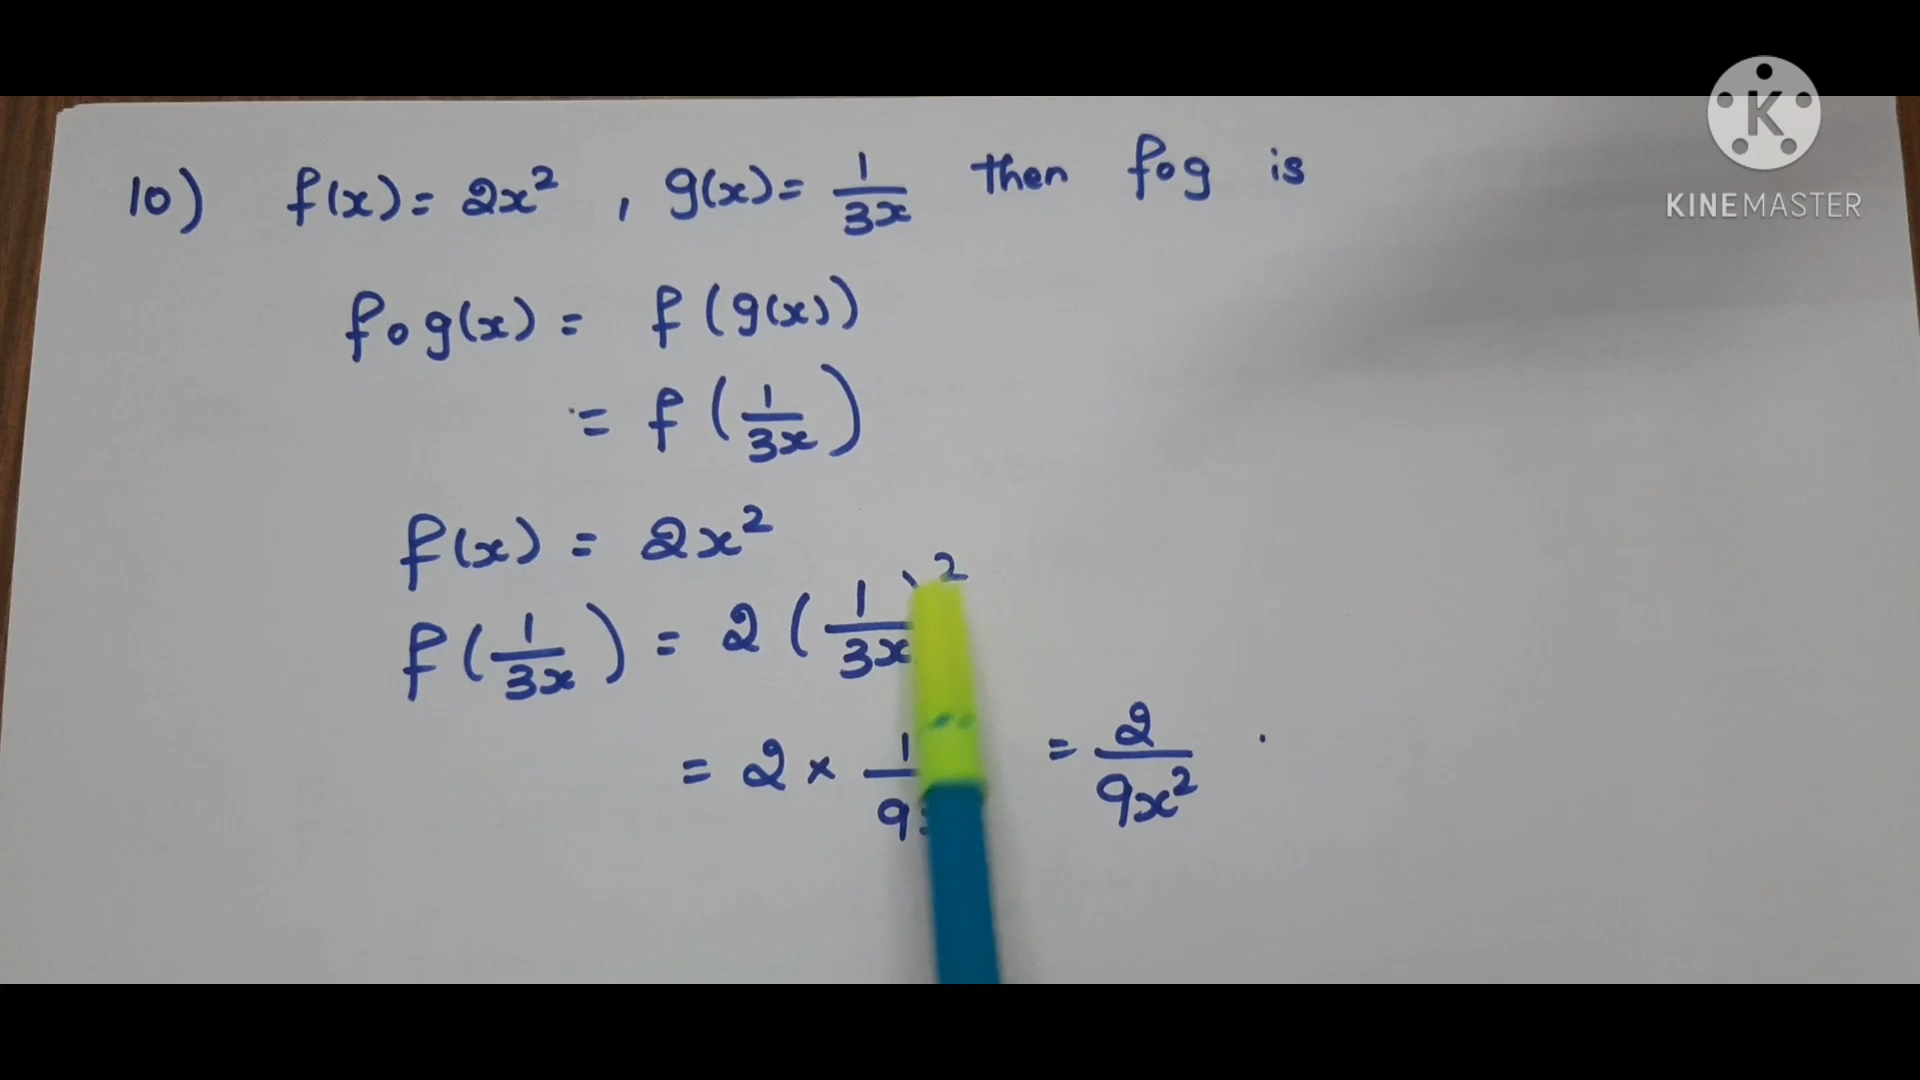 10) f(x) = 2x² , g(x) = 1/3x then fog is
fog(x) = f(g(x))
= f(1/3x)
f(x) = 2x²
f(1/3x) = 2(1/3x)²
= 2 × 1/9 = 2/9x²
K
KINEMASTER